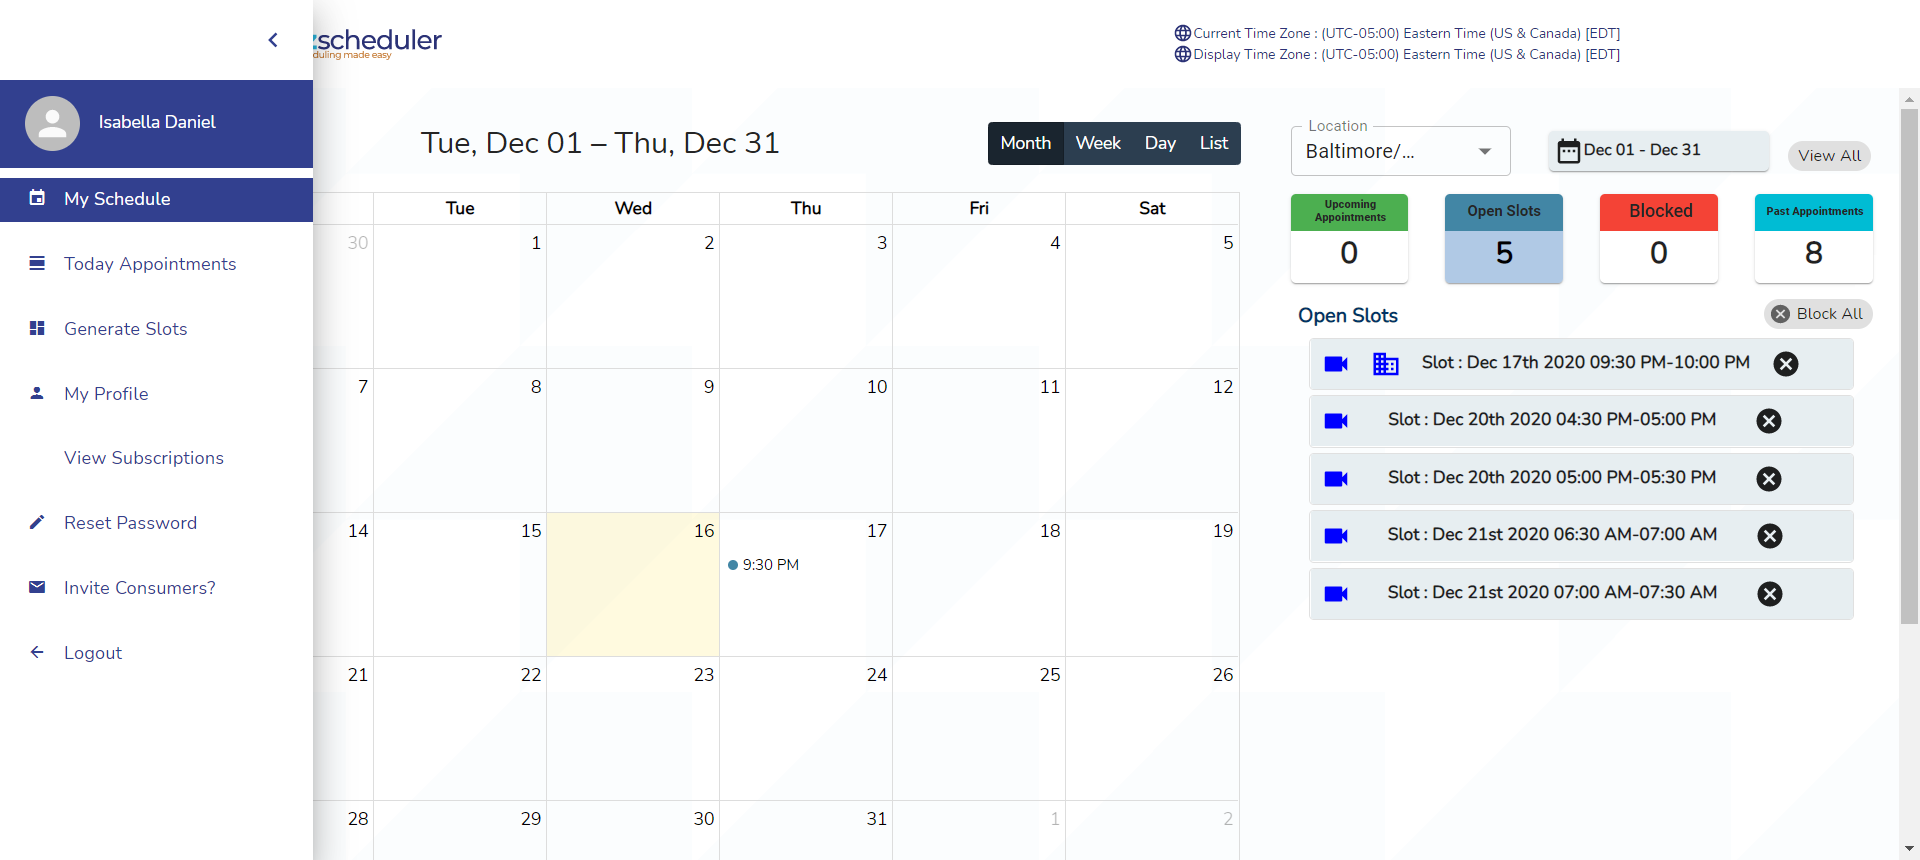 scheduler
duling made easy
Current Time Zone : (UTC-05:00) Eastern Time (US & Canada) [EDT]
Display Time Zone : (UTC-05:00) Eastern Time (US & Canada) [EDT]
Isabella Daniel
My Schedule
Today Appointments
Generate Slots
My Profile
View Subscriptions
Reset Password
Invite Consumers?
Logout
Tue, Dec 01 – Thu, Dec 31
Month Week Day List
Tue Wed Thu Fri Sat
30 1 2 3 4 5
7 8 9 10 11 12
14 15 16 17 18 19
9:30 PM
21 22 23 24 25 26
28 29 30 31 1 2
Location
Baltimore/...
Dec 01 - Dec 31
View All
Upcoming
Appointments
0
Open Slots
5
Blocked
0
Past Appointments
8
Open Slots
Block All
Slot : Dec 17th 2020 09:30 PM-10:00 PM
Slot : Dec 20th 2020 04:30 PM-05:00 PM
Slot : Dec 20th 2020 05:00 PM-05:30 PM
Slot : Dec 21st 2020 06:30 AM-07:00 AM
Slot : Dec 21st 2020 07:00 AM-07:30 AM